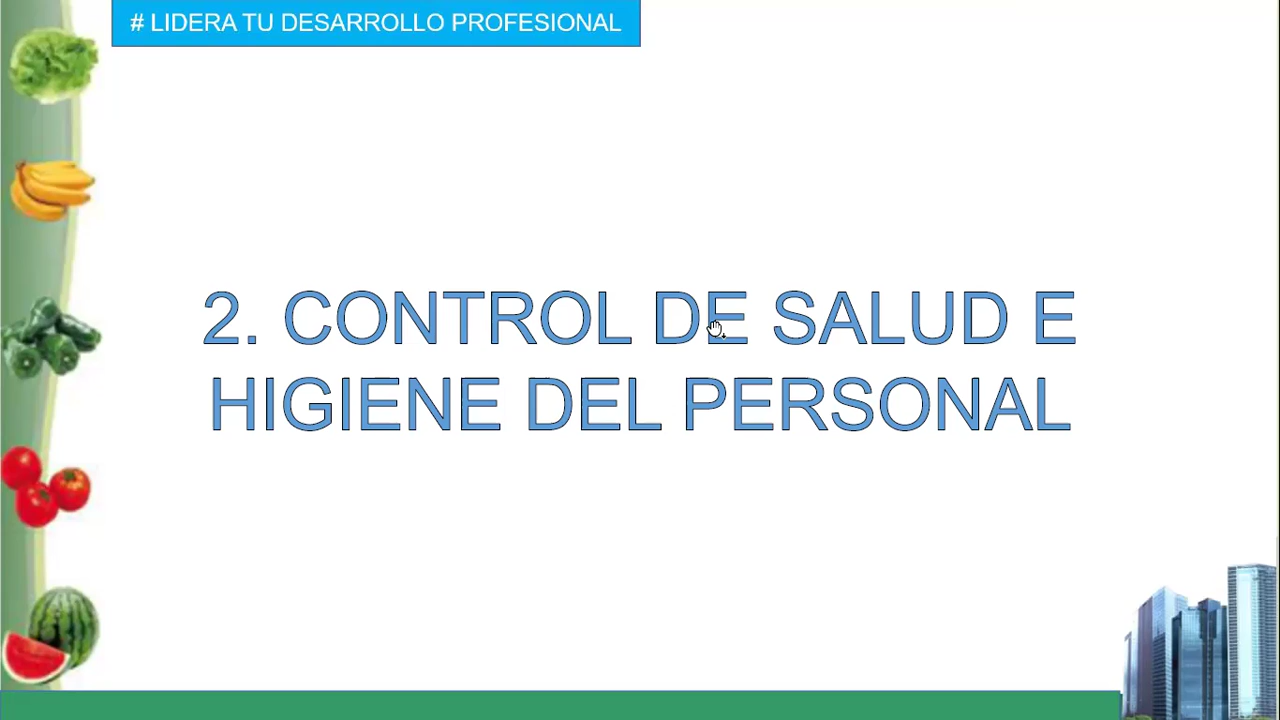 # LIDERA TU DESARROLLO PROFESIONAL
2. CONTROL DE SALUD E
HIGIENE DEL PERSONAL